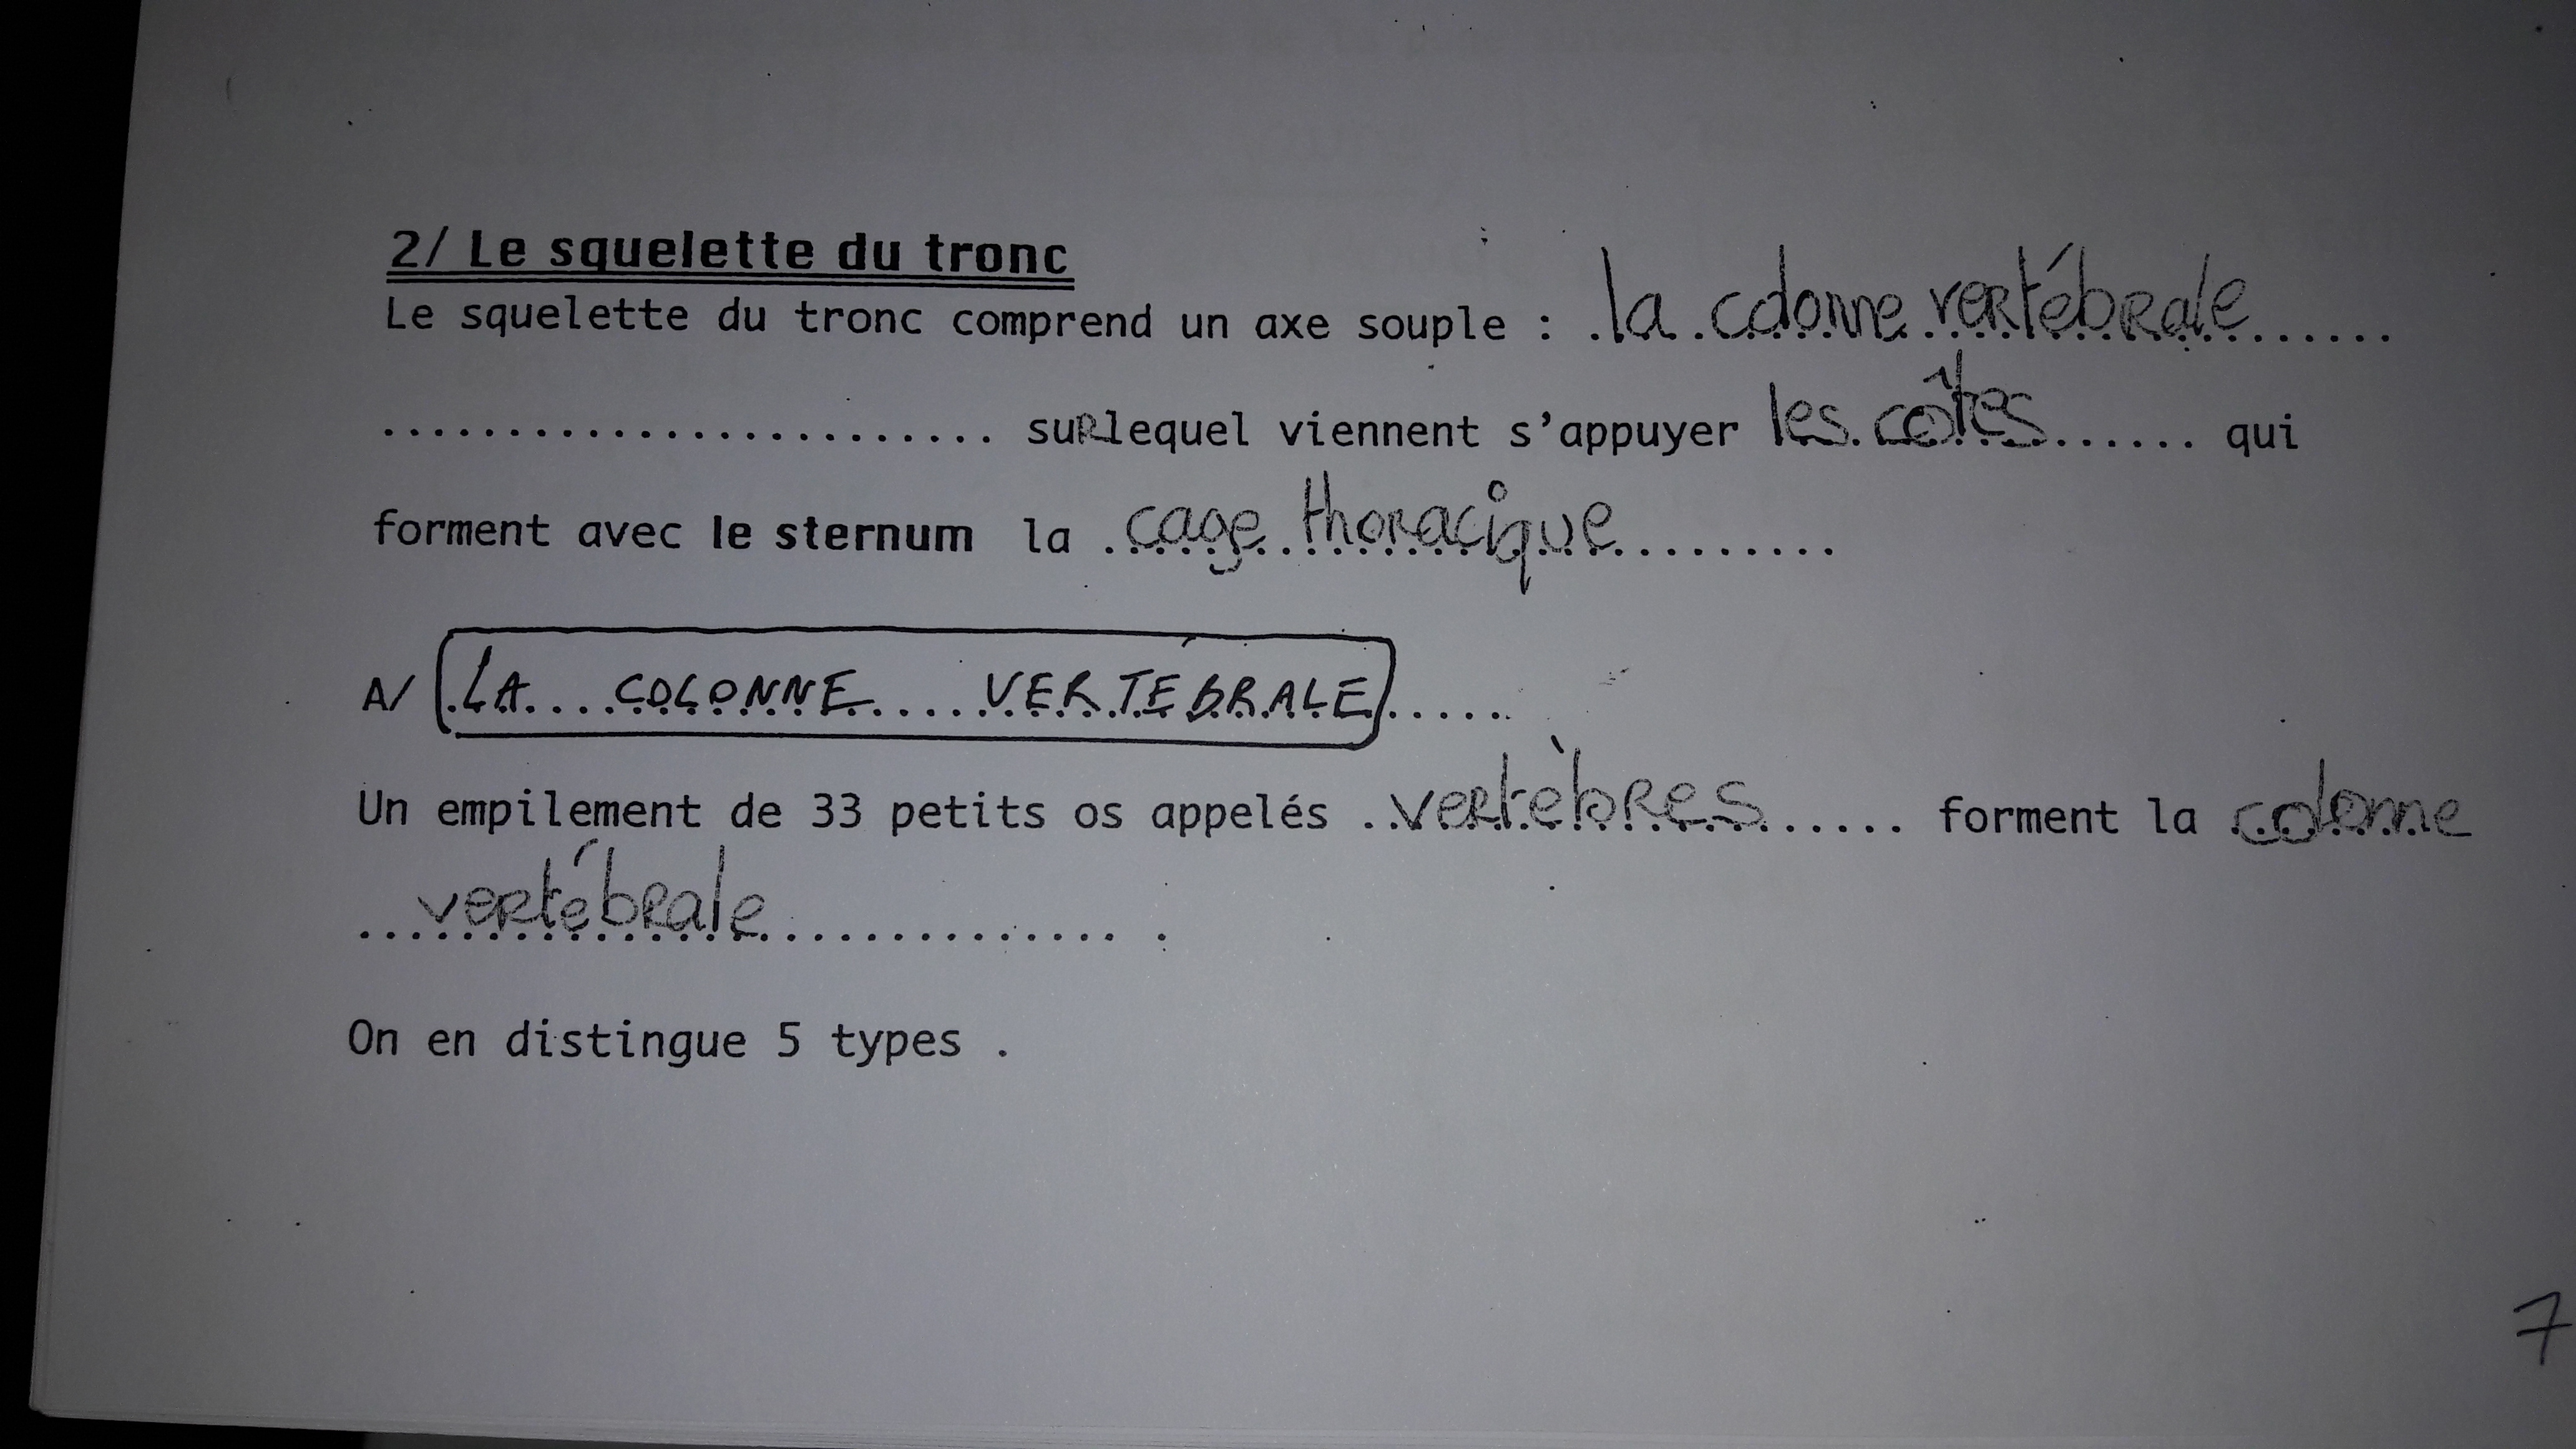 2/ Le squelette du tronc
Le squelette du tronc comprend un axe souple : .la.colonne.vertébrale......
........................... suRlequel viennent s'appuyer les.côtes...... qui
forment avec le sternum la .cage.thoracique.........
A/ .LA...COLONNE....VERTÉBRALE.....
Un empilement de 33 petits os appelés ..vertèbres..... forment la .colonne
...vertébrale.................
On en distingue 5 types .
7